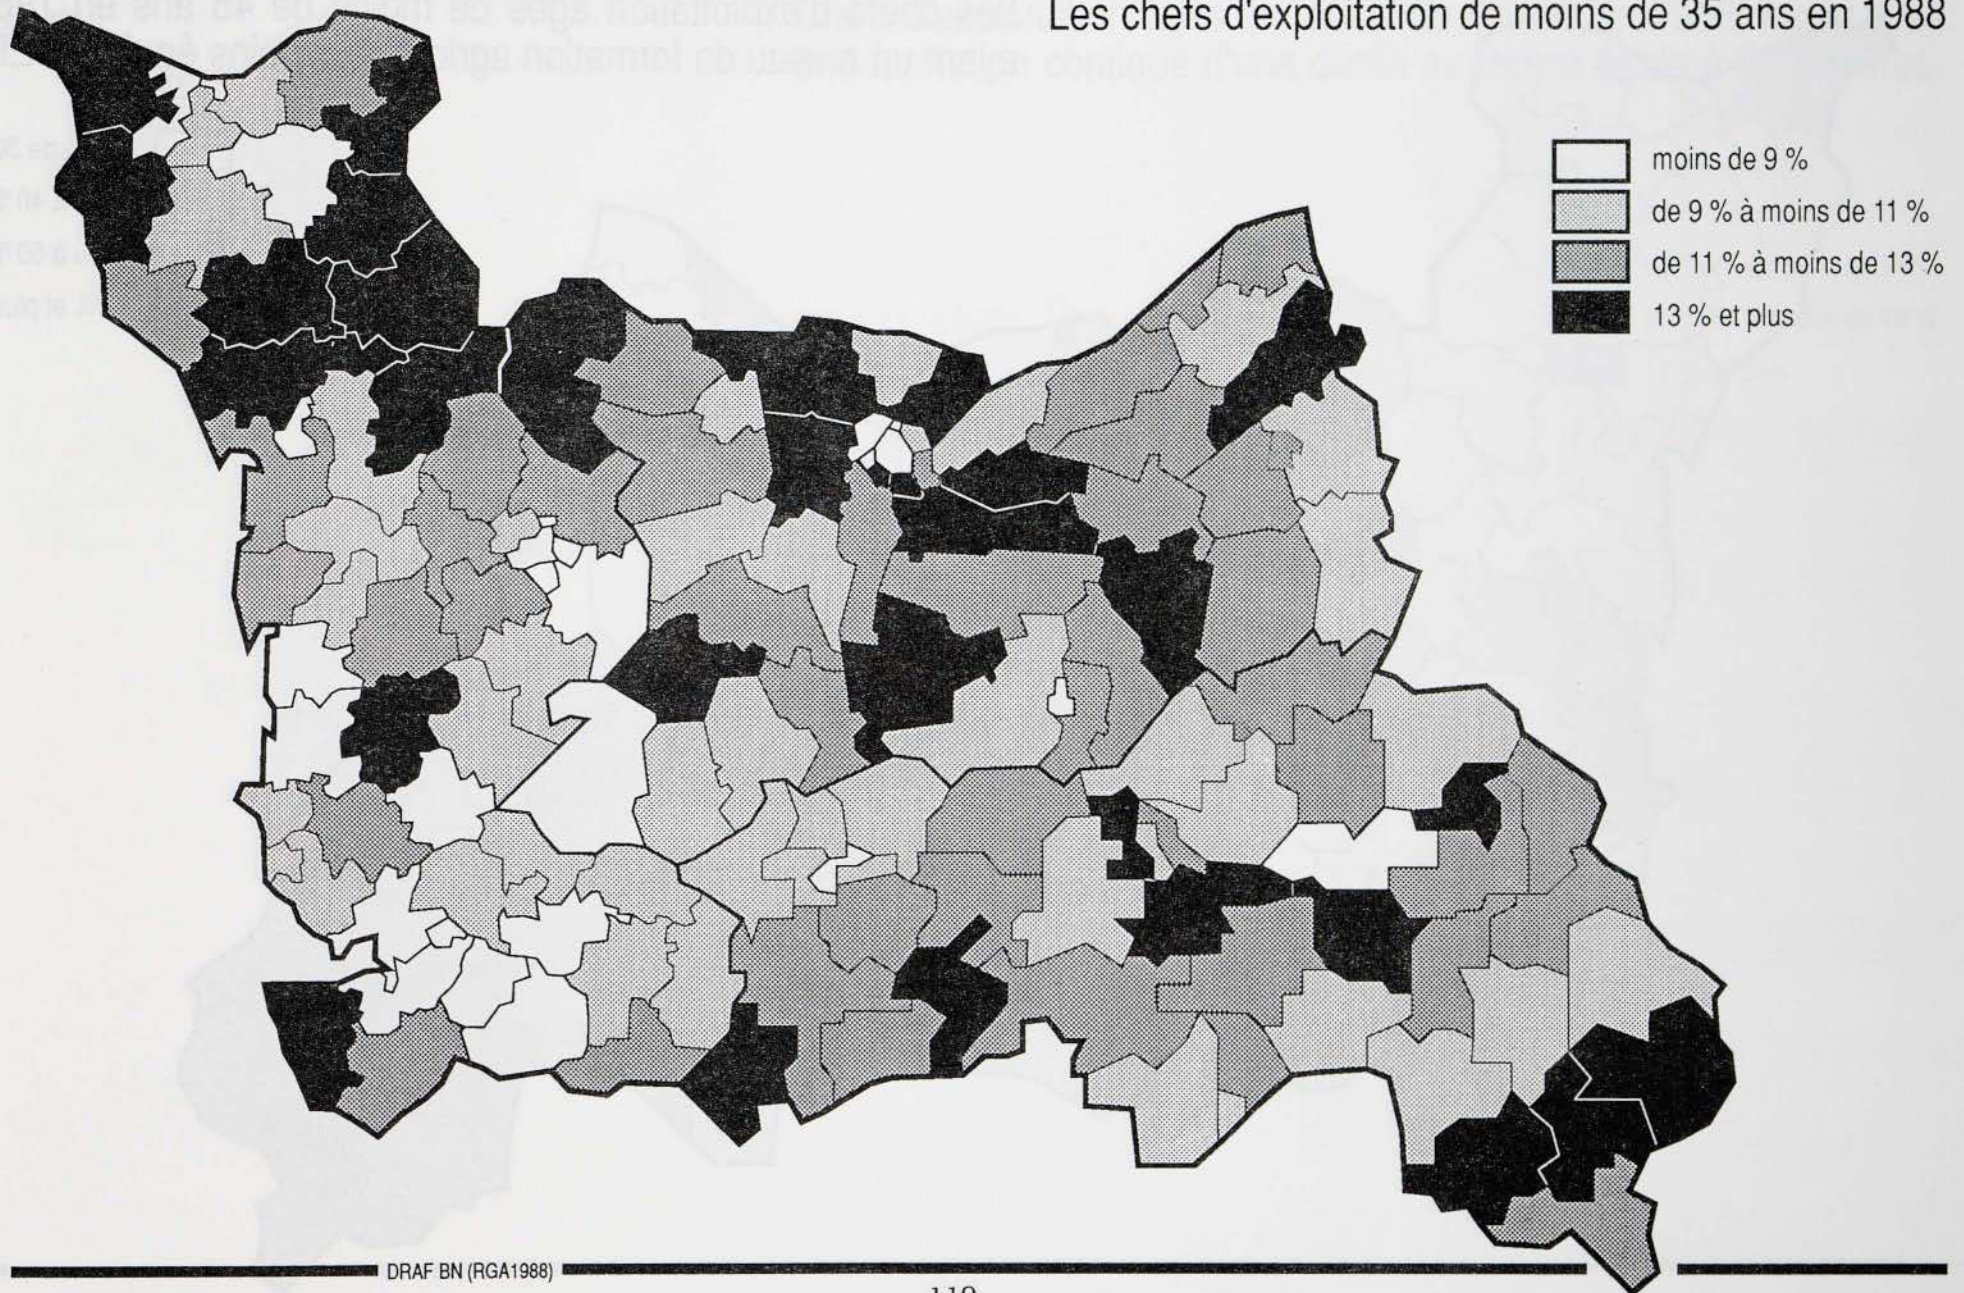 Les chefs d'exploitation de moins de 35 ans en 1988
moins de 9 %
de 9 % à moins de 11 %
de 11 % à moins de 13 %
13 % et plus
DRAF BN (RGA1988)